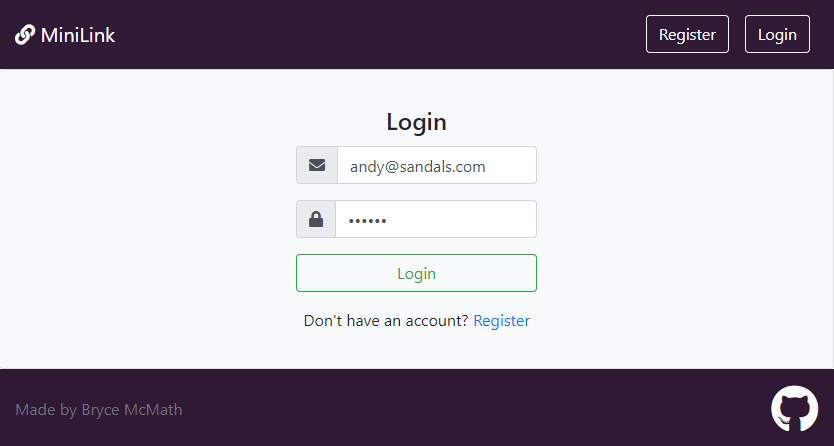 MiniLink
Register
Login
Login
andy@sandals.com
••••••
Login
Don't have an account? Register
Made by Bryce McMath